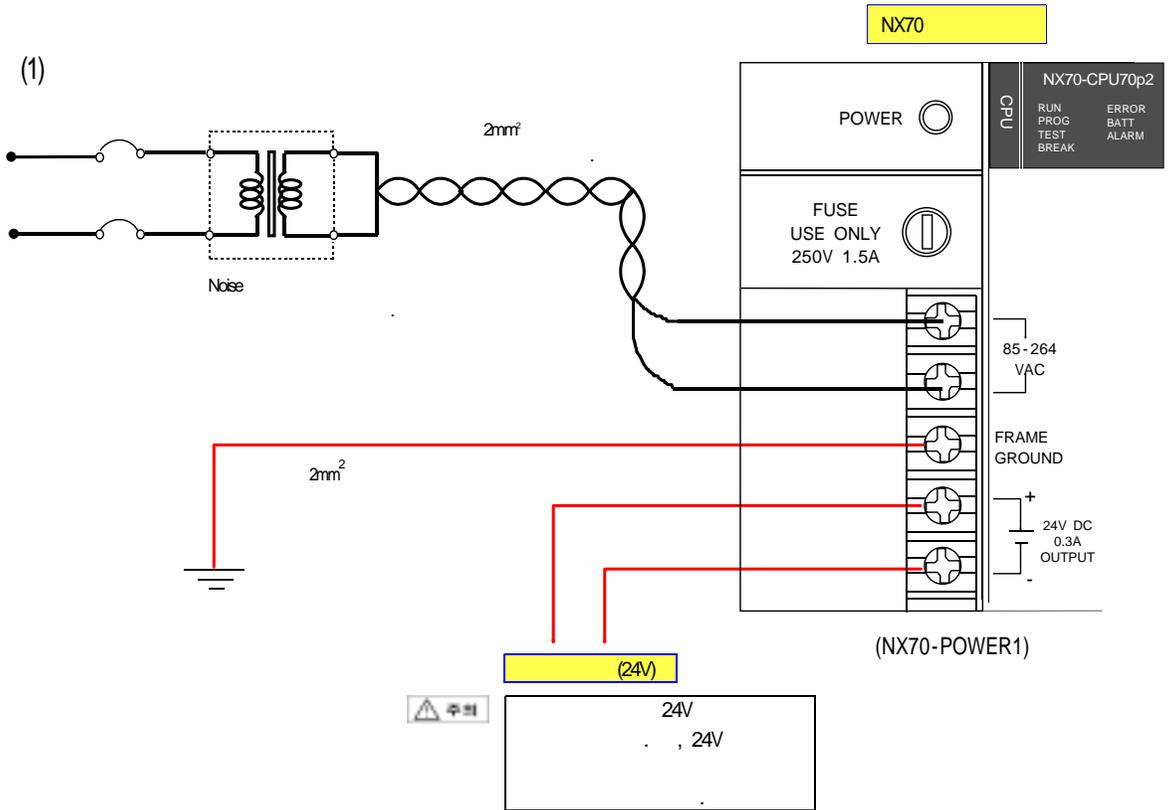 NX70
(1)
NX70-CPU70p2
CPU
RUN
PROG
TEST
BREAK
ERROR
BATT
ALARM
POWER
2mm²
.
FUSE
USE ONLY
250V 1.5A
Noise
.
85-264
VAC
FRAME
GROUND
2mm²
+
24V DC
0.3A
OUTPUT
-
(NX70-POWER1)
(24V)
주의
24V
. , 24V
.